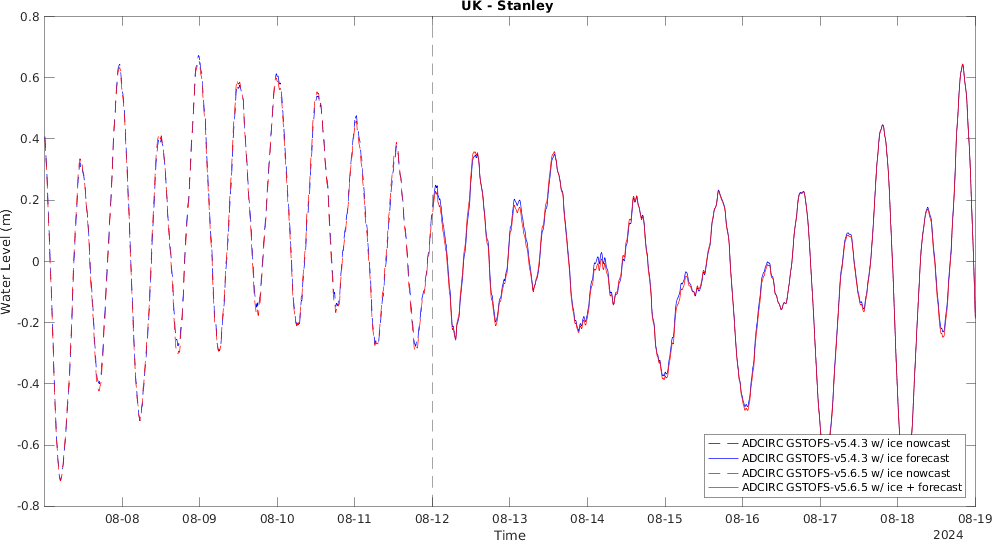 UK - Stanley
Water Level (m)
0.8
0.6
0.4
0.2
0
-0.2
-0.4
-0.6
-0.8
ADCIRC GSTOFS-v5.4.3 w/ ice nowcast
ADCIRC GSTOFS-v5.4.3 w/ ice forecast
ADCIRC GSTOFS-v5.6.5 w/ ice nowcast
ADCIRC GSTOFS-v5.6.5 w/ ice + forecast
08-08 08-09 08-10 08-11 08-12 08-13 08-14 08-15 08-16 08-17 08-18 08-19
Time
2024